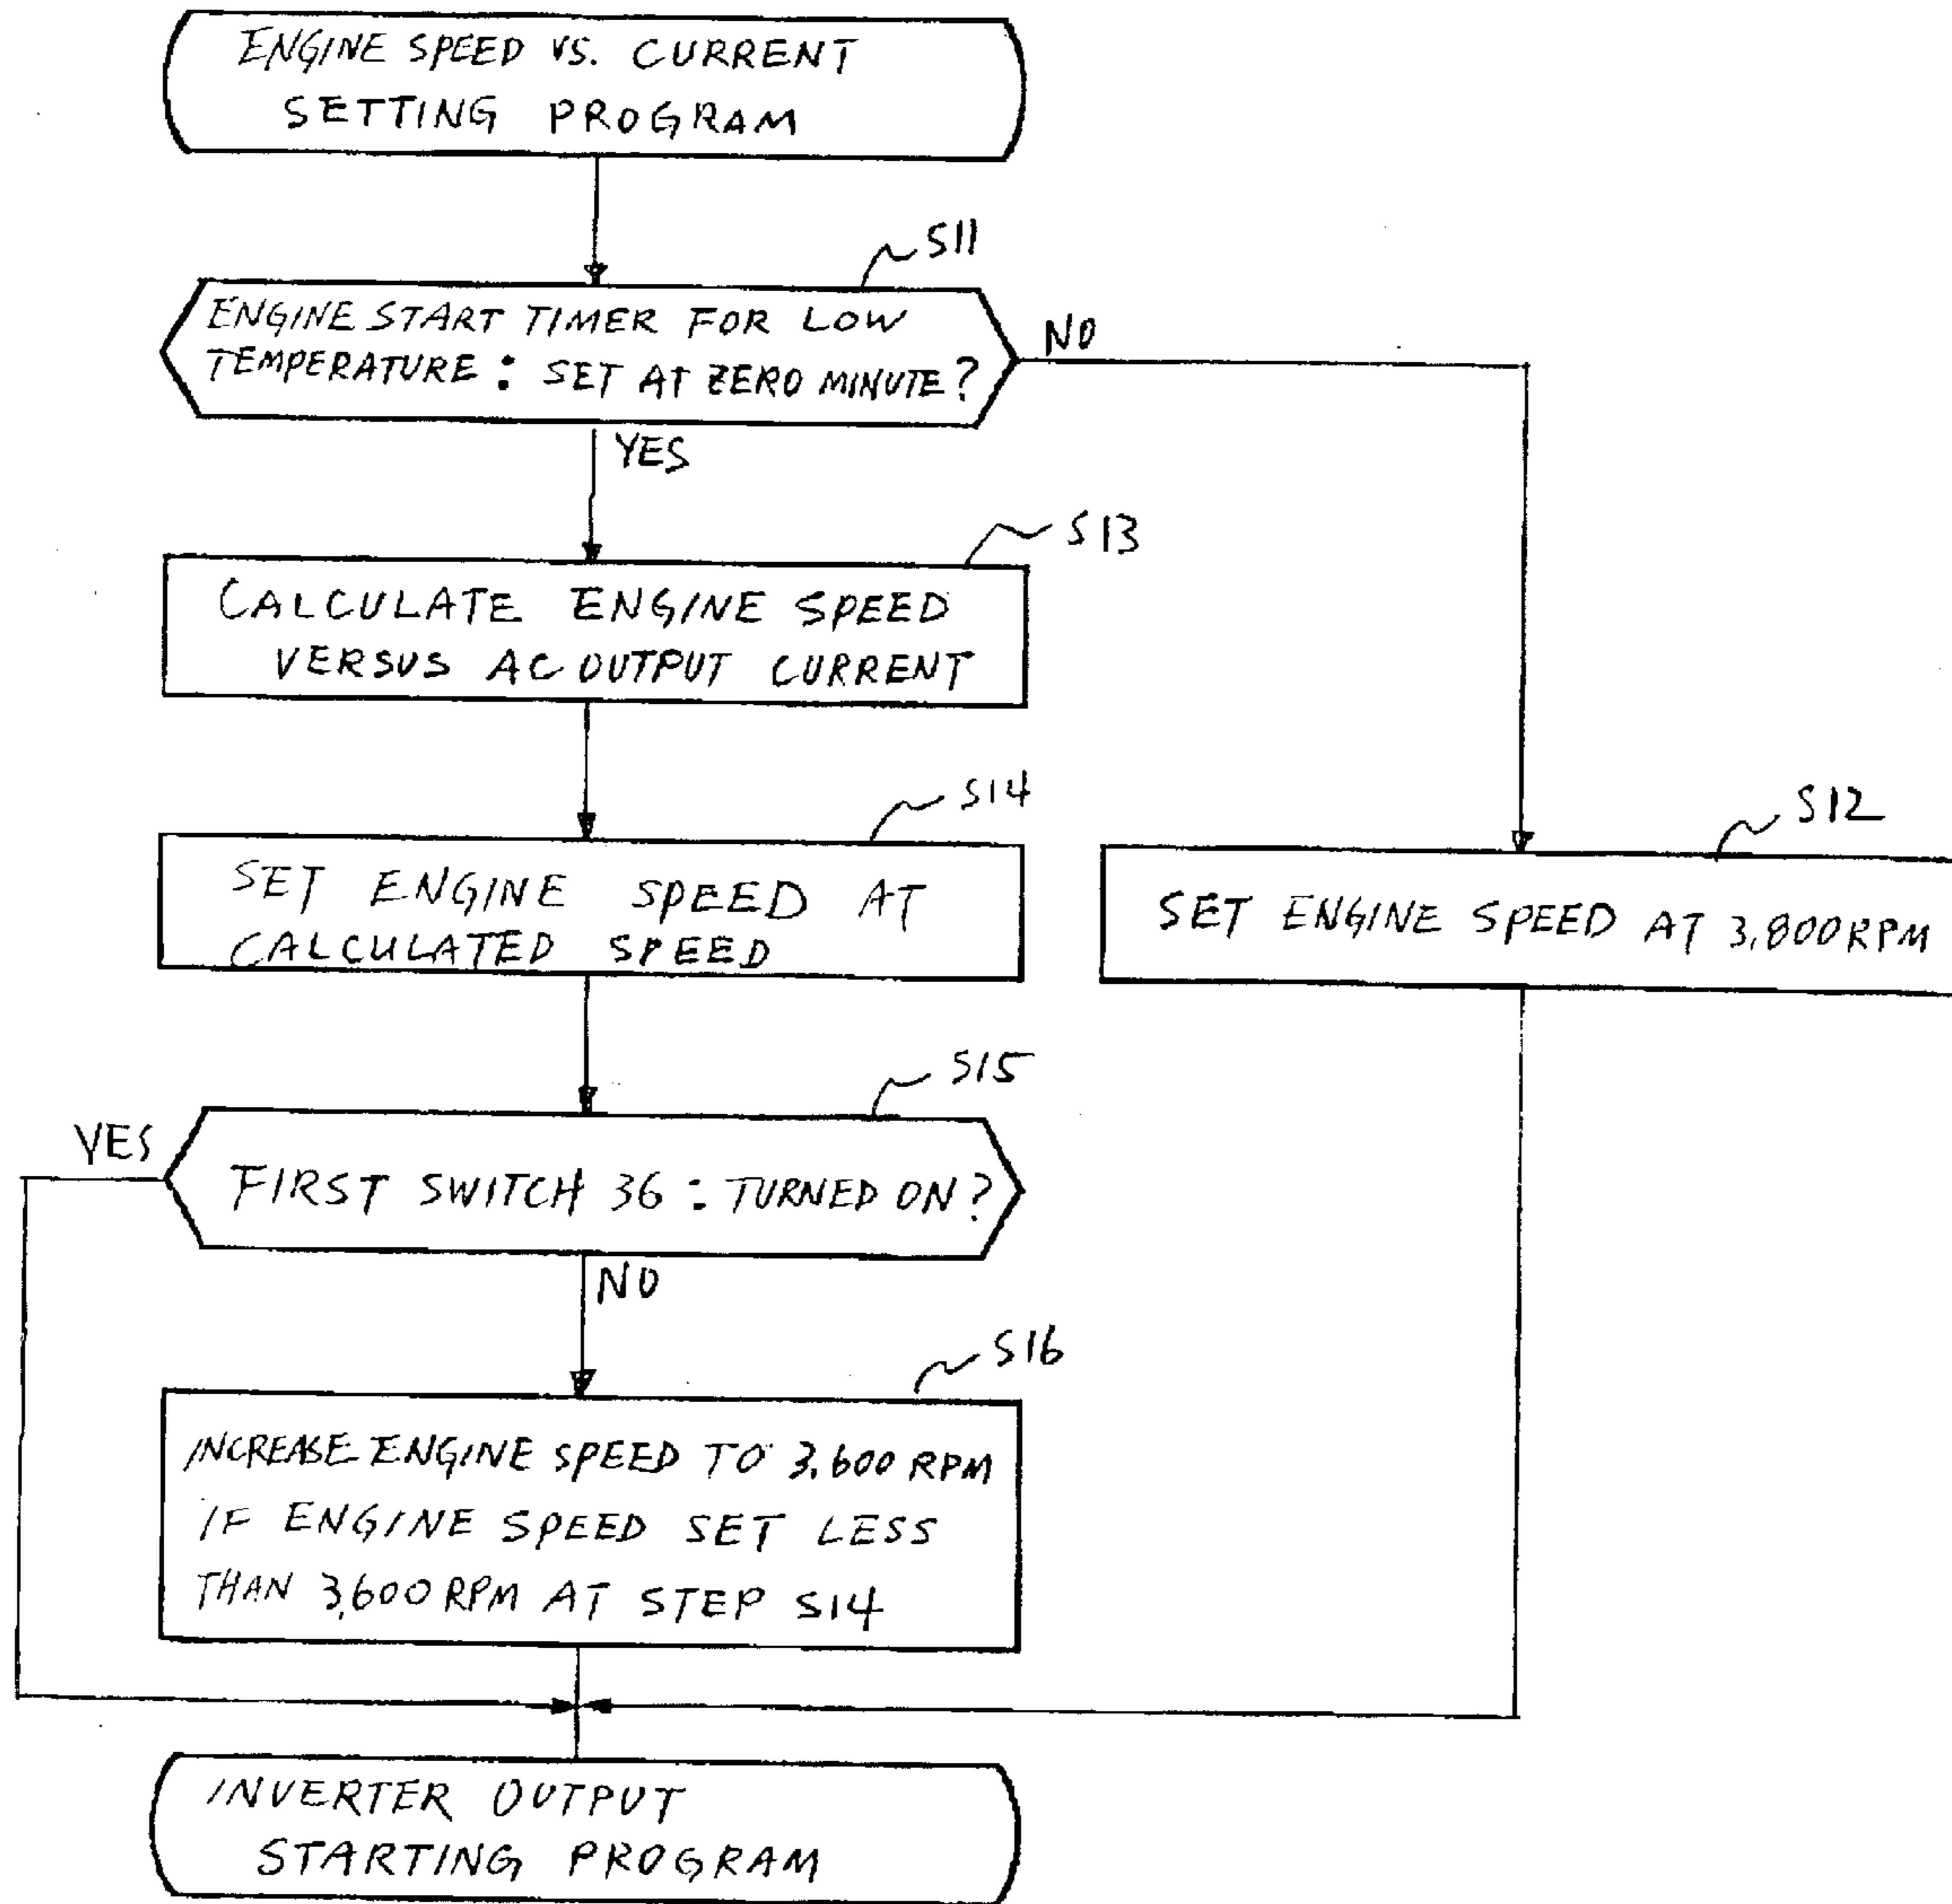 ENGINE SPEED VS. CURRENT
SETTING PROGRAM
S11
ENGINE START TIMER FOR LOW
TEMPERATURE : SET AT ZERO MINUTE?
NO
YES
S13
CALCULATE ENGINE SPEED
VERSUS AC OUTPUT CURRENT
S14
SET ENGINE SPEED AT
CALCULATED SPEED
S12
SET ENGINE SPEED AT 3,800 RPM
S15
YES
FIRST SWITCH 36 : TURNED ON?
NO
S16
INCREASE ENGINE SPEED TO 3,600 RPM
IF ENGINE SPEED SET LESS
THAN 3,600 RPM AT STEP S14
INVERTER OUTPUT
STARTING PROGRAM